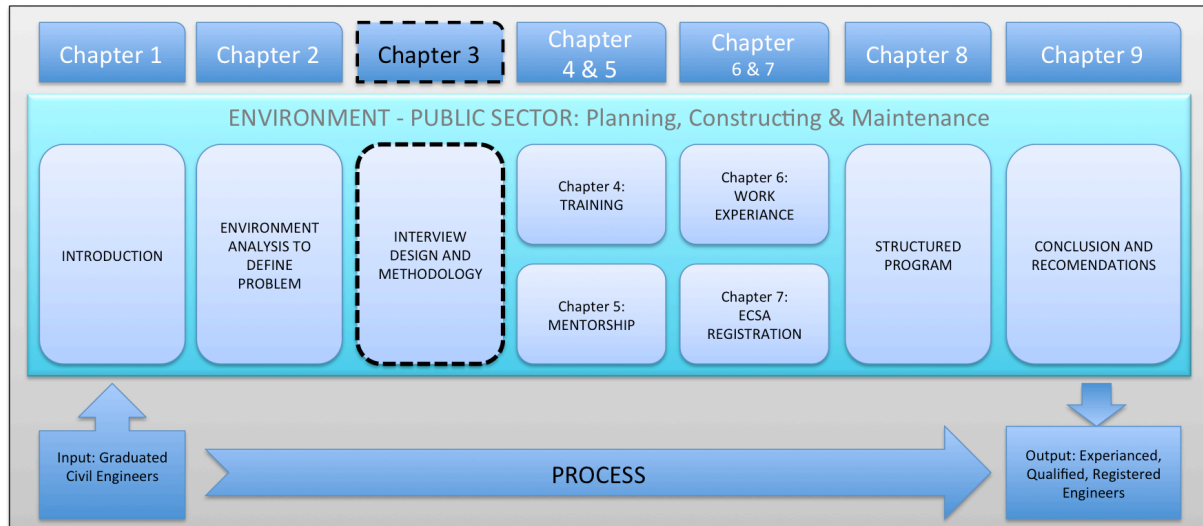 Chapter 1
Chapter 2
Chapter 3
Chapter
4 & 5
Chapter
6 & 7
Chapter 8
Chapter 9
ENVIRONMENT - PUBLIC SECTOR: Planning, Constructing & Maintenance
INTRODUCTION
ENVIRONMENT
ANALYSIS TO
DEFINE
PROBLEM
INTERVIEW
DESIGN AND
METHODOLOGY
Chapter 4:
TRAINING
Chapter 5:
MENTORSHIP
Chapter 6:
WORK
EXPERIANCE
Chapter 7:
ECSA
REGISTRATION
STRUCTURED
PROGRAM
CONCLUSION AND
RECOMENDATIONS
Input: Graduated
Civil Engineers
PROCESS
Output: Experianced,
Qualified, Registered
Engineers